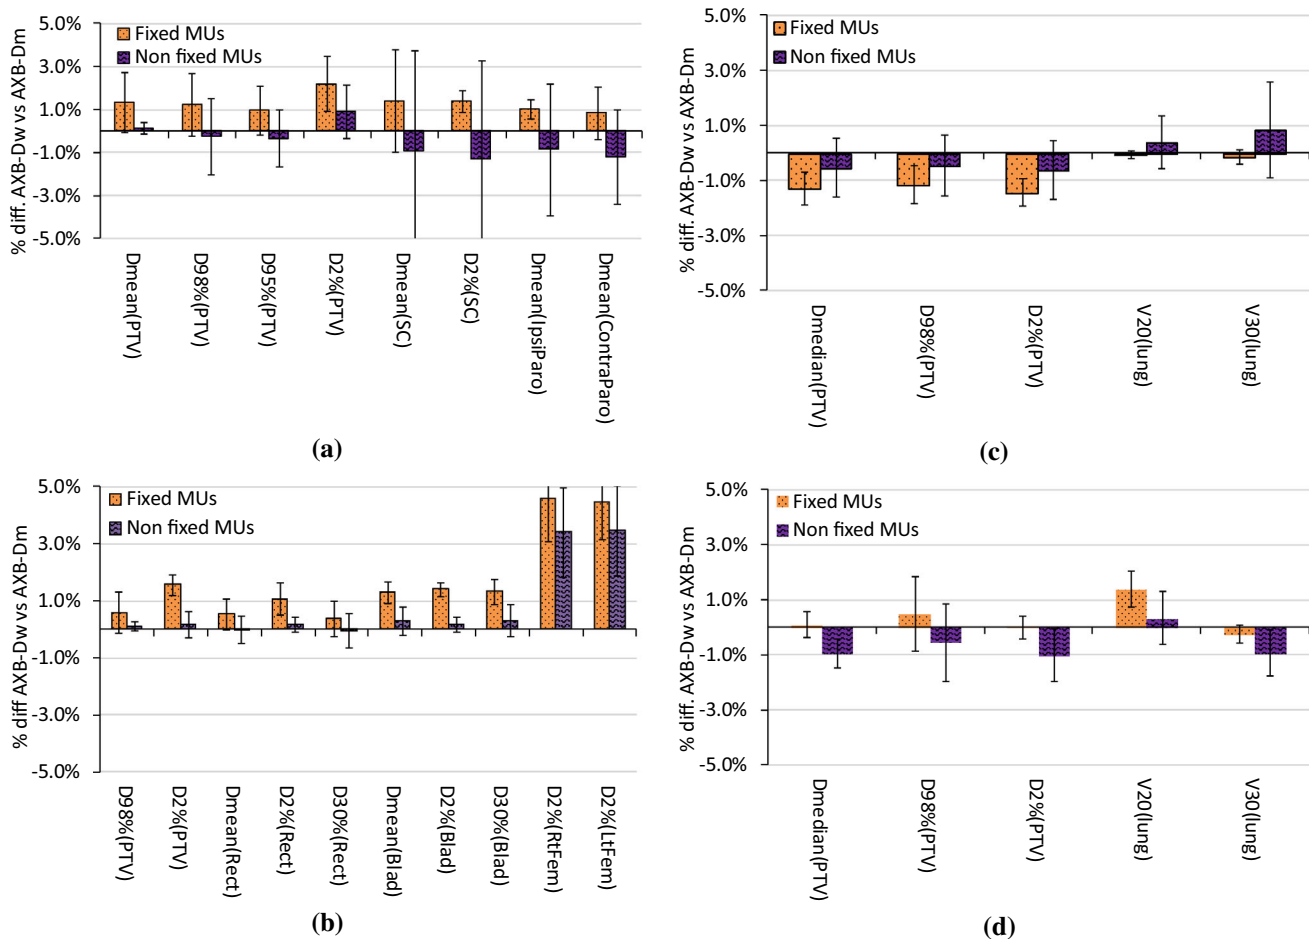 % diff. AXB-Dw vs AXB-Dm
5.0%
3.0%
1.0%
-1.0%
-3.0%
-5.0%
Fixed MUs
Non fixed MUs
Dmean(PTV)
D98%(PTV)
D95%(PTV)
D2%(PTV)
Dmean(SC)
D2%(SC)
Dmean(IpsiParo)
Dmean(ContraParo)
(a)
% diff. AXB-Dw vs AXB-Dm
5.0%
3.0%
1.0%
-1.0%
-3.0%
-5.0%
Fixed MUs
Non fixed MUs
Dmedian(PTV)
D98%(PTV)
D2%(PTV)
V20(lung)
V30(lung)
(c)
% diff AXB-Dw vs AXB-Dm
5.0%
3.0%
1.0%
-1.0%
-3.0%
-5.0%
Fixed MUs
Non fixed MUs
D98%(PTV)
D2%(PTV)
Dmean(Rect)
D2%(Rect)
D30%(Rect)
Dmean(Blad)
D2%(Blad)
D30%(Blad)
D2%(RtFem)
D2%(LtFem)
(b)
% diff. AXB-Dw vs AXB-Dm
5.0%
3.0%
1.0%
-1.0%
-3.0%
-5.0%
Fixed MUs
Non fixed MUs
Dmedian(PTV)
D98%(PTV)
D2%(PTV)
V20(lung)
V30(lung)
(d)